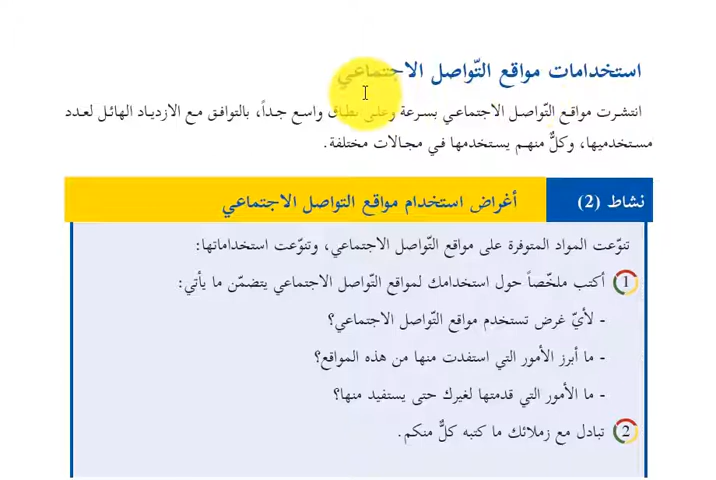 استخدامات مواقع التّواصل الاجتماعي
انتشرت مواقع التّواصل الاجتماعي بسرعة وعلى نطاق واسع جداً، بالتوافق مع الازدياد الهائل لعدد
مستخدميها، وكلٌّ منهم يستخدمها في مجالات مختلفة.
نشاط (2) أغراض استخدام مواقع التواصل الاجتماعي
تنوّعت المواد المتوفرة على مواقع التّواصل الاجتماعي، وتنوّعت استخداماتها:
1 أكتب ملخّصاً حول استخدامك لمواقع التّواصل الاجتماعي يتضمّن ما يأتي:
- لأيّ غرض تستخدم مواقع التّواصل الاجتماعي؟
- ما أبرز الأمور التي استفدت منها من هذه المواقع؟
- ما الأمور التي قدمتها لغيرك حتى يستفيد منها؟
2 تبادل مع زملائك ما كتبه كلٌّ منكم.